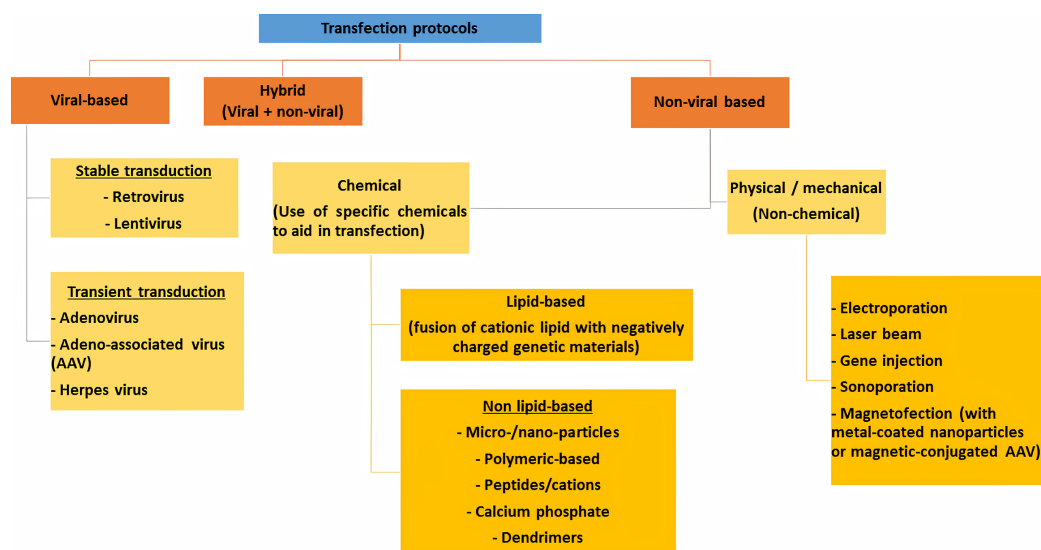 Transfection protocols
Viral-based
Hybrid
(Viral + non-viral)
Non-viral based
Stable transduction
- Retrovirus
- Lentivirus
Transient transduction
- Adenovirus
- Adeno-associated virus
(AAV)
- Herpes virus
Chemical
(Use of specific chemicals
to aid in transfection)
Lipid-based
(fusion of cationic lipid with negatively
charged genetic materials)
Non lipid-based
- Micro-/nano-particles
- Polymeric-based
- Peptides/cations
- Calcium phosphate
- Dendrimers
Physical / mechanical
(Non-chemical)
- Electroporation
- Laser beam
- Gene injection
- Sonoporation
- Magnetofection (with
metal-coated nanoparticles
or magnetic-conjugated AAV)